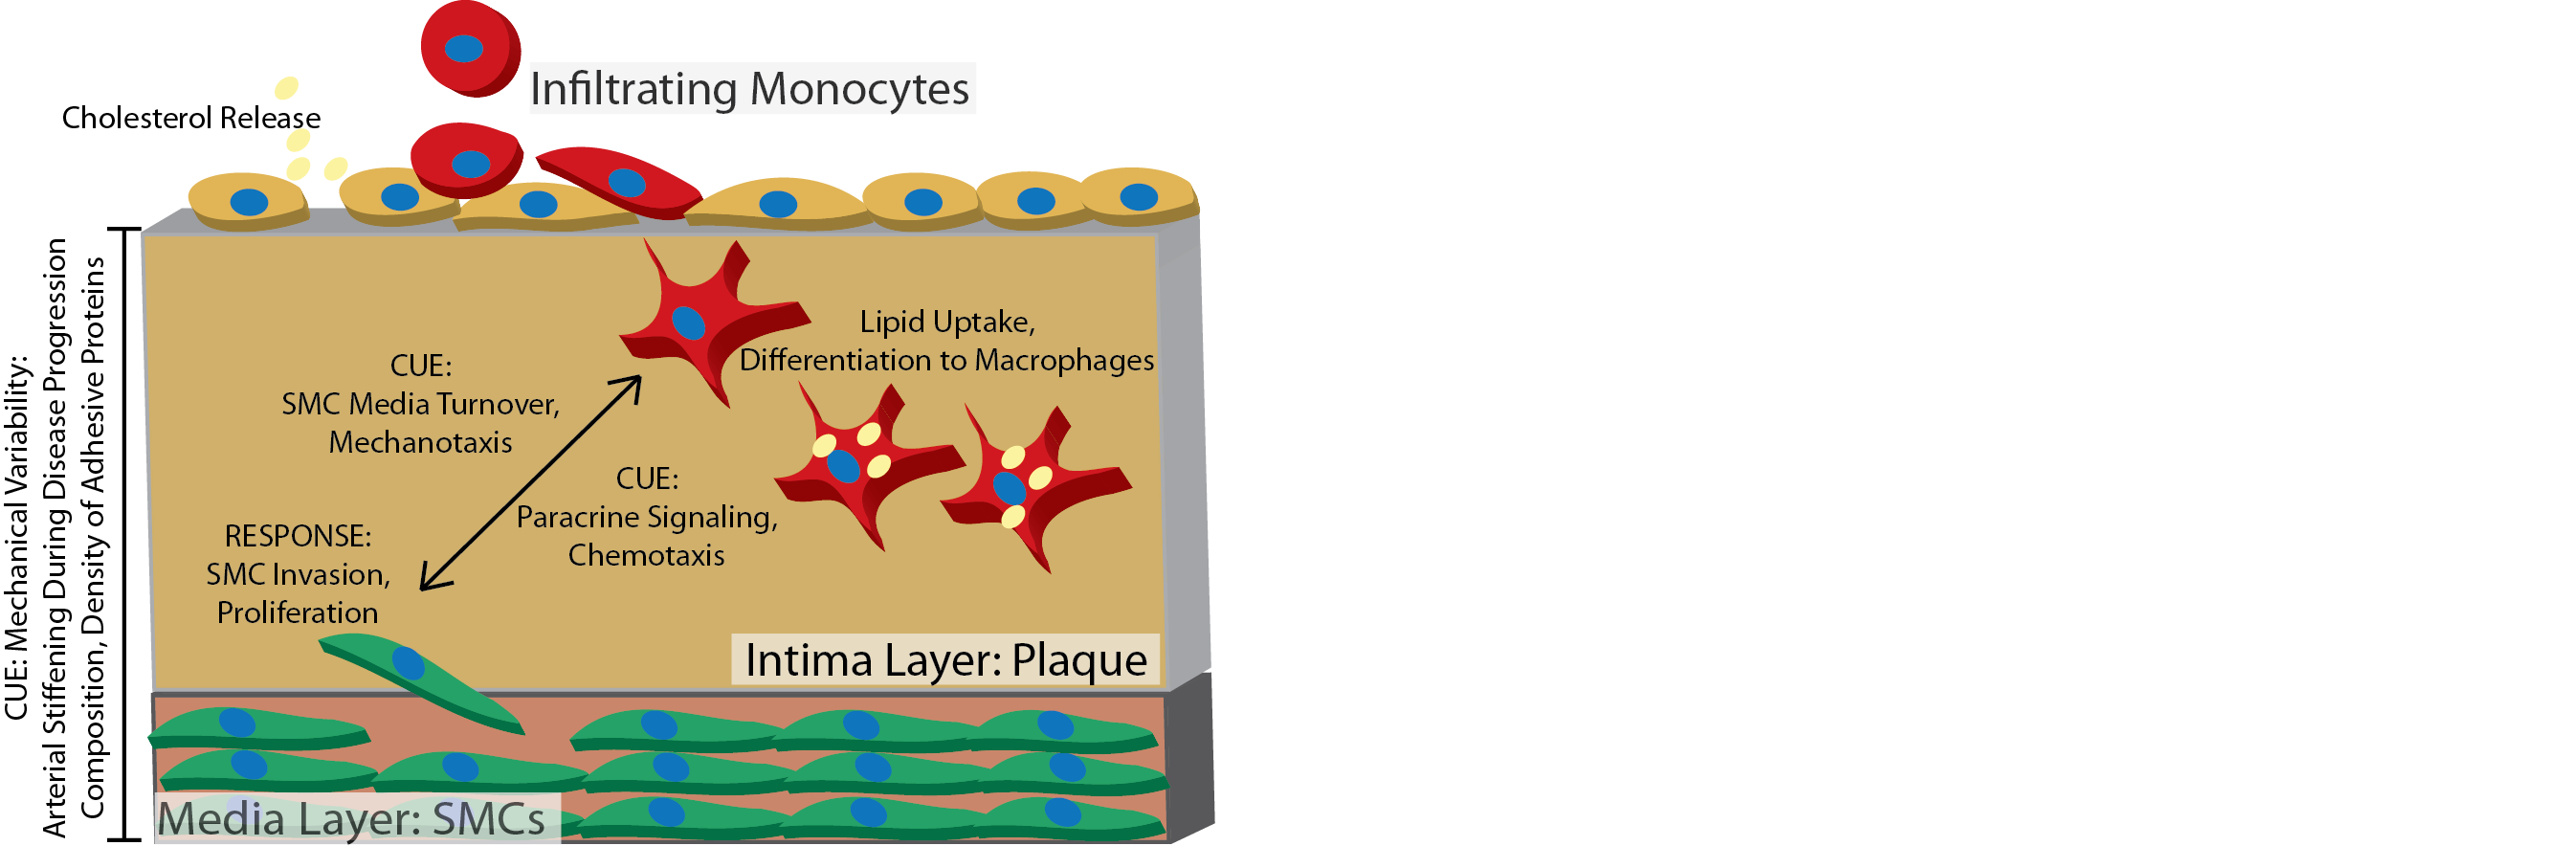 Infiltrating Monocytes
Cholesterol Release
CUE: Mechanical Variability:
Arterial Stiffening During Disease Progression
Composition, Density of Adhesive Proteins
Lipid Uptake,
Differentiation to Macrophages
CUE:
SMC Media Turnover,
Mechanotaxis
CUE:
Paracrine Signaling,
Chemotaxis
RESPONSE:
SMC Invasion,
Proliferation
Intima Layer: Plaque
Media Layer: SMCs